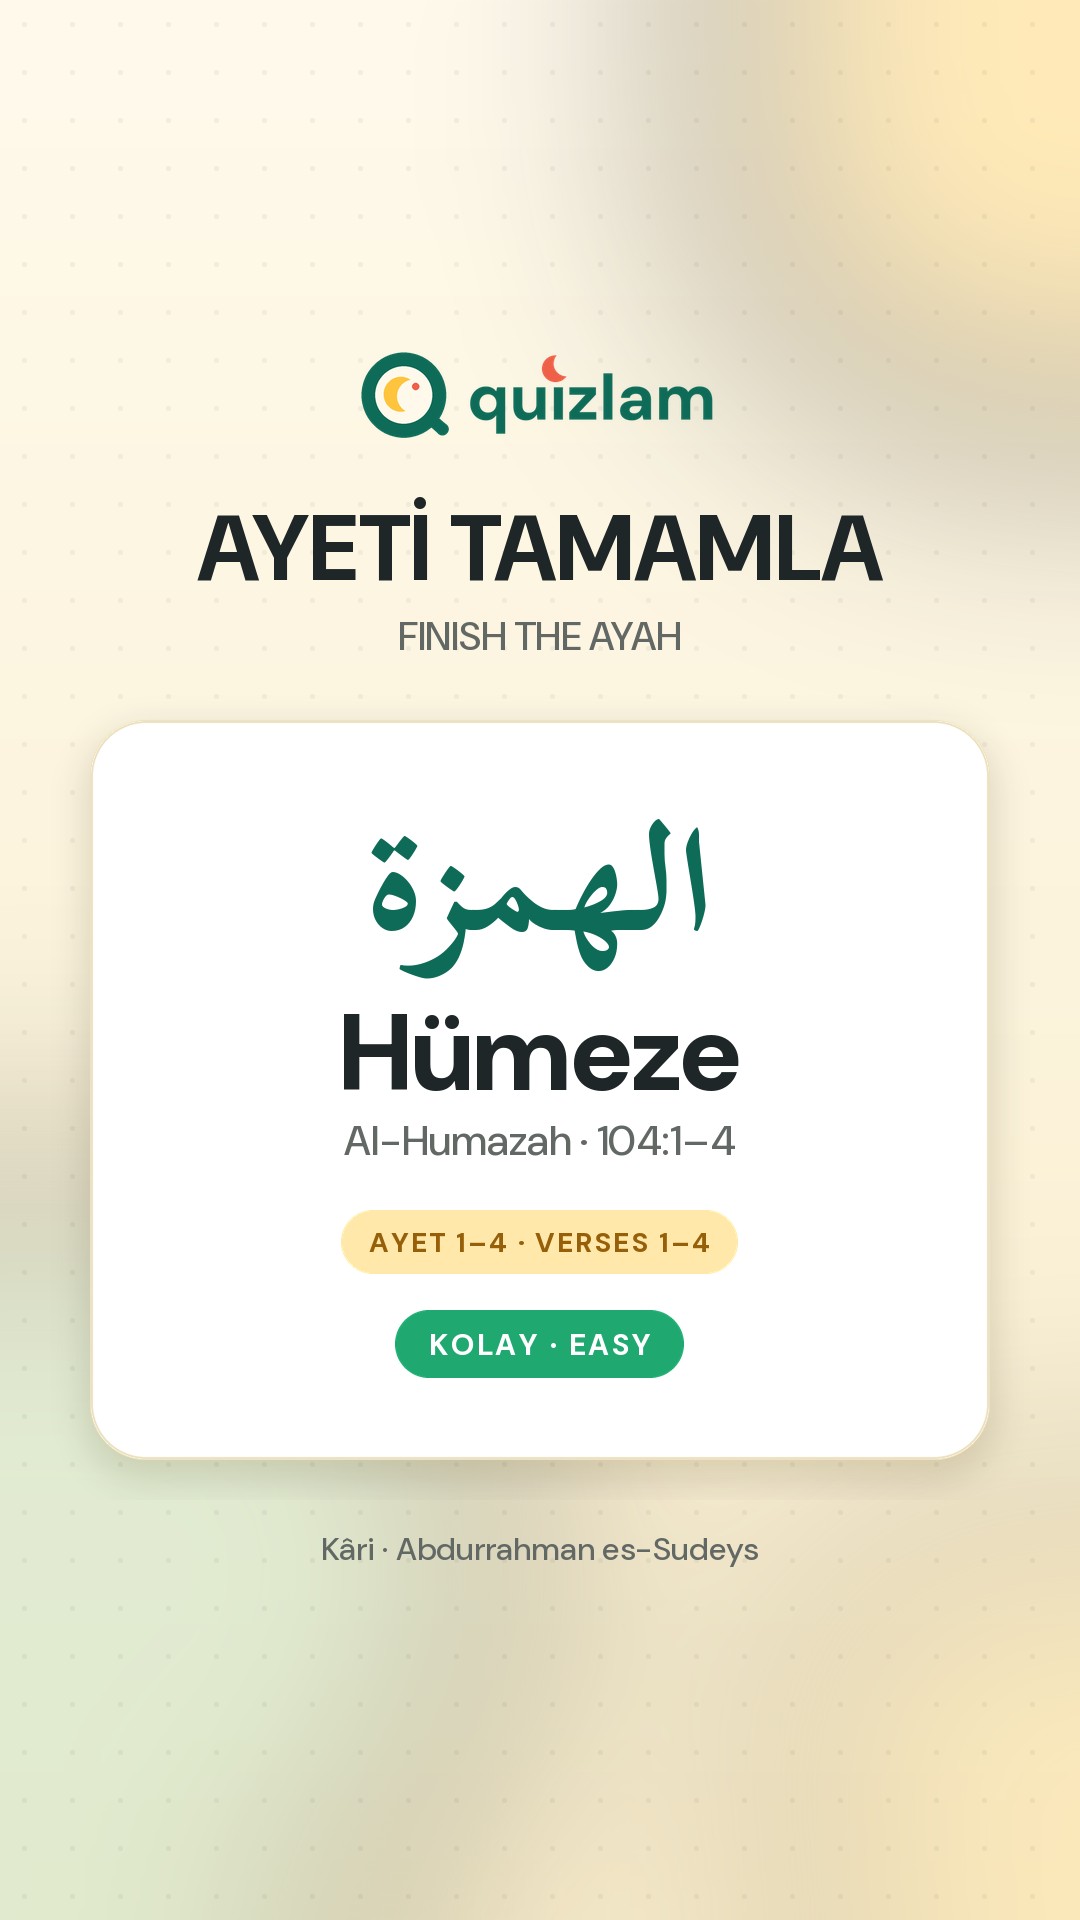 quizlam
AYETİ TAMAMLA
FINISH THE AYAH
الهمزة
Hümeze
Al-Humazah · 104:1–4
AYET 1–4 · VERSES 1–4
KOLAY · EASY
Kâri · Abdurrahman es-Sudeys